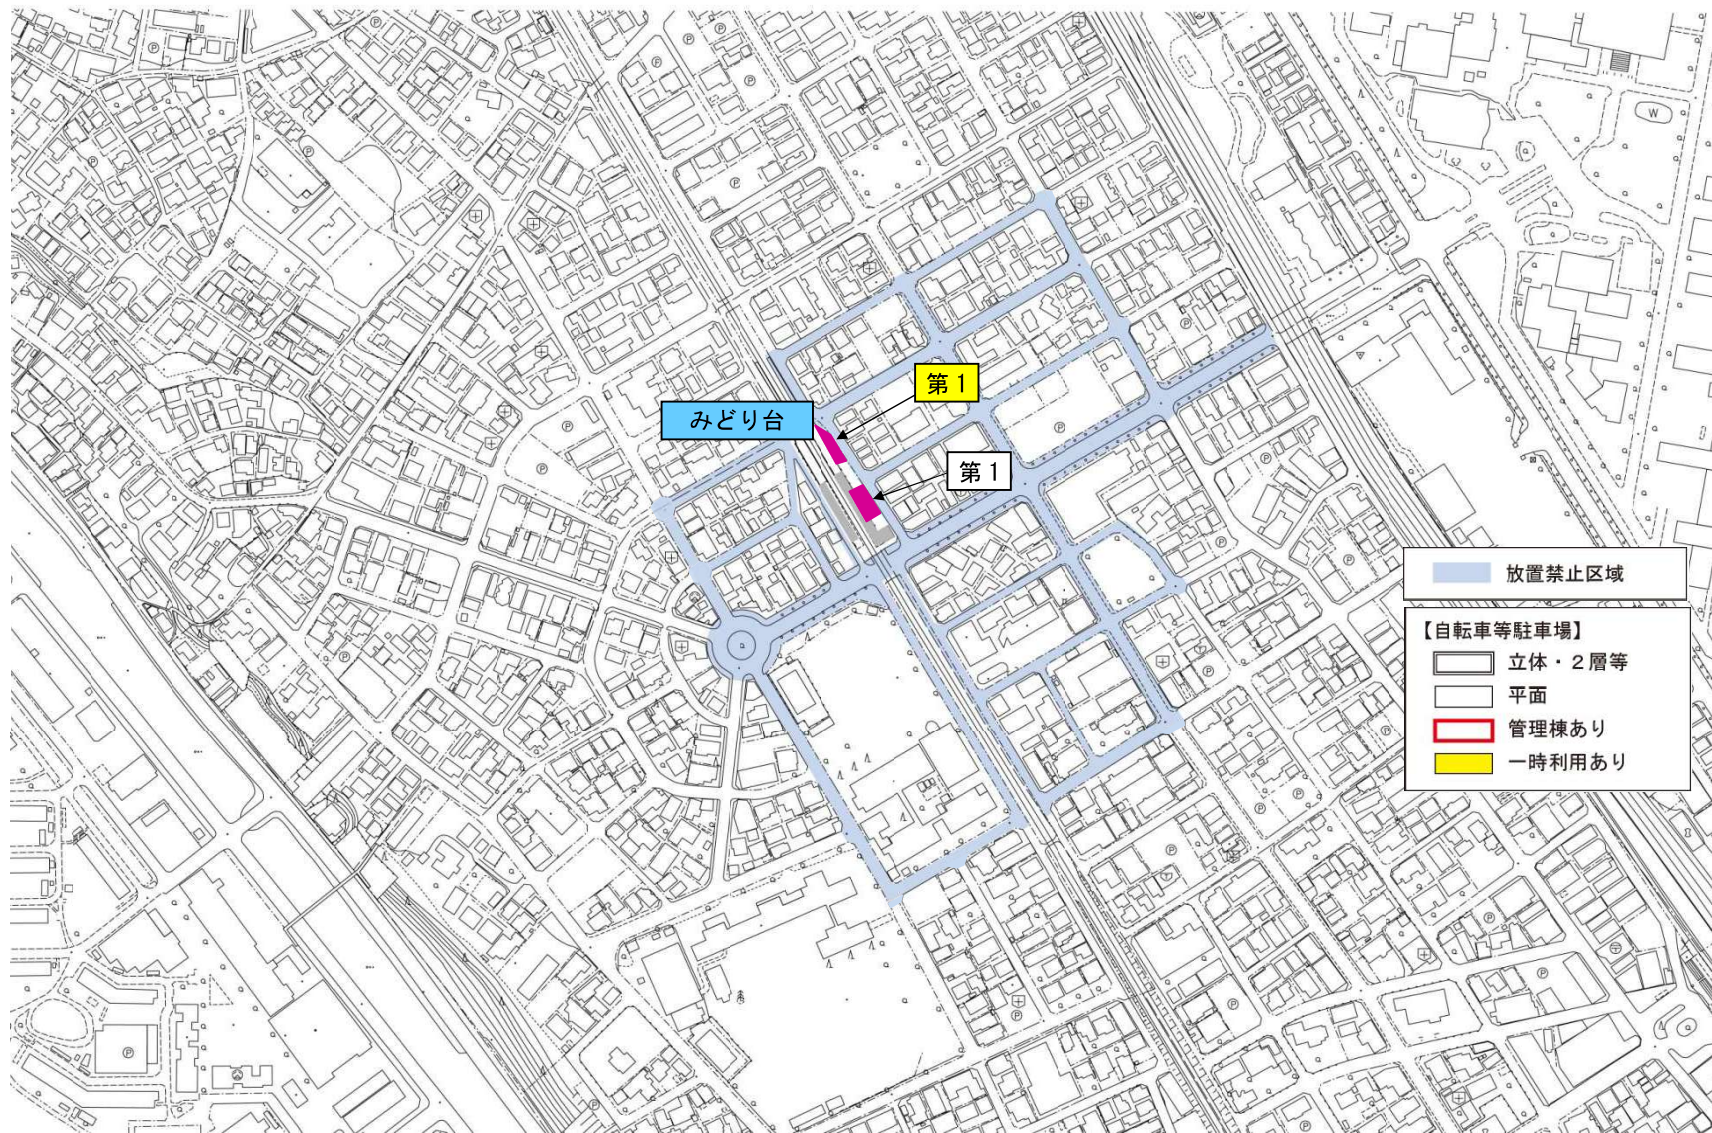 第1
みどり台
第1
放置禁止区域
【自転車等駐車場】
立体・2層等
平面
管理棟あり
一時利用あり